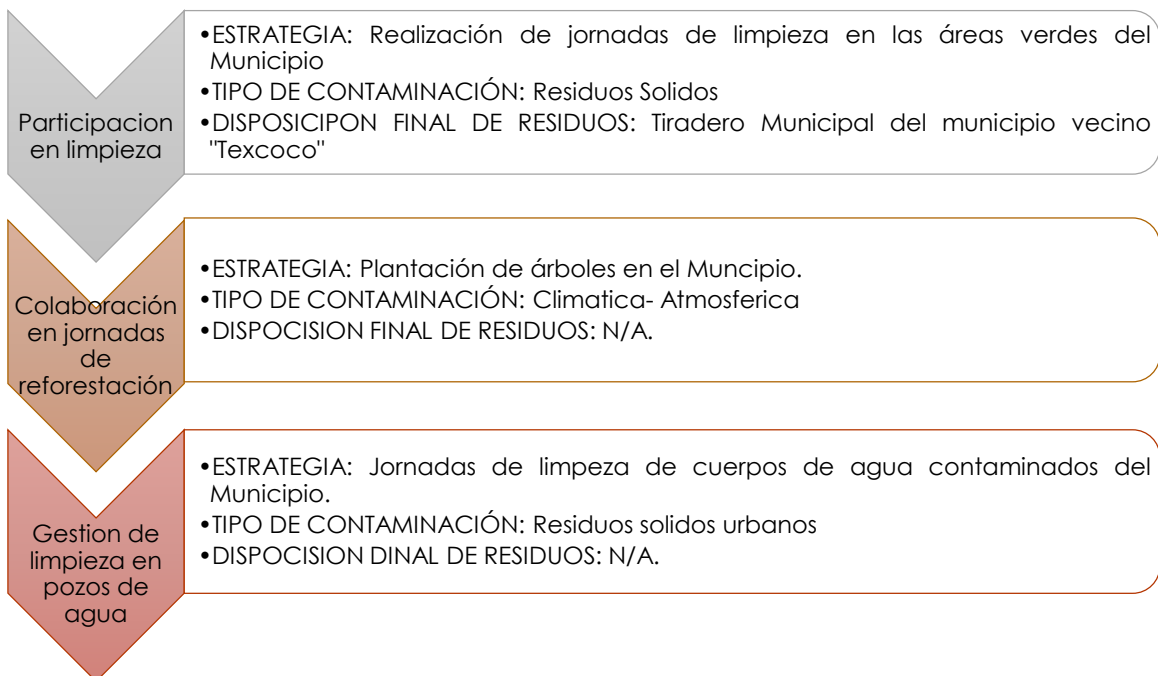 Participacion
en limpieza
•ESTRATEGIA: Realización de jornadas de limpieza en las áreas verdes del
Municipio
•TIPO DE CONTAMINACIÓN: Residuos Solidos
•DISPOSICIPON FINAL DE RESIDUOS: Tiradero Municipal del municipio vecino
"Texcoco"
Colaboración
en jornadas
de
reforestación
•ESTRATEGIA: Plantación de árboles en el Muncipio.
•TIPO DE CONTAMINACIÓN: Climatica- Atmosferica
•DISPOCISION FINAL DE RESIDUOS: N/A.
Gestion de
limpieza en
pozos de
agua
•ESTRATEGIA: Jornadas de limpeza de cuerpos de agua contaminados del
Municipio.
•TIPO DE CONTAMINACIÓN: Residuos solidos urbanos
•DISPOCISION DINAL DE RESIDUOS: N/A.